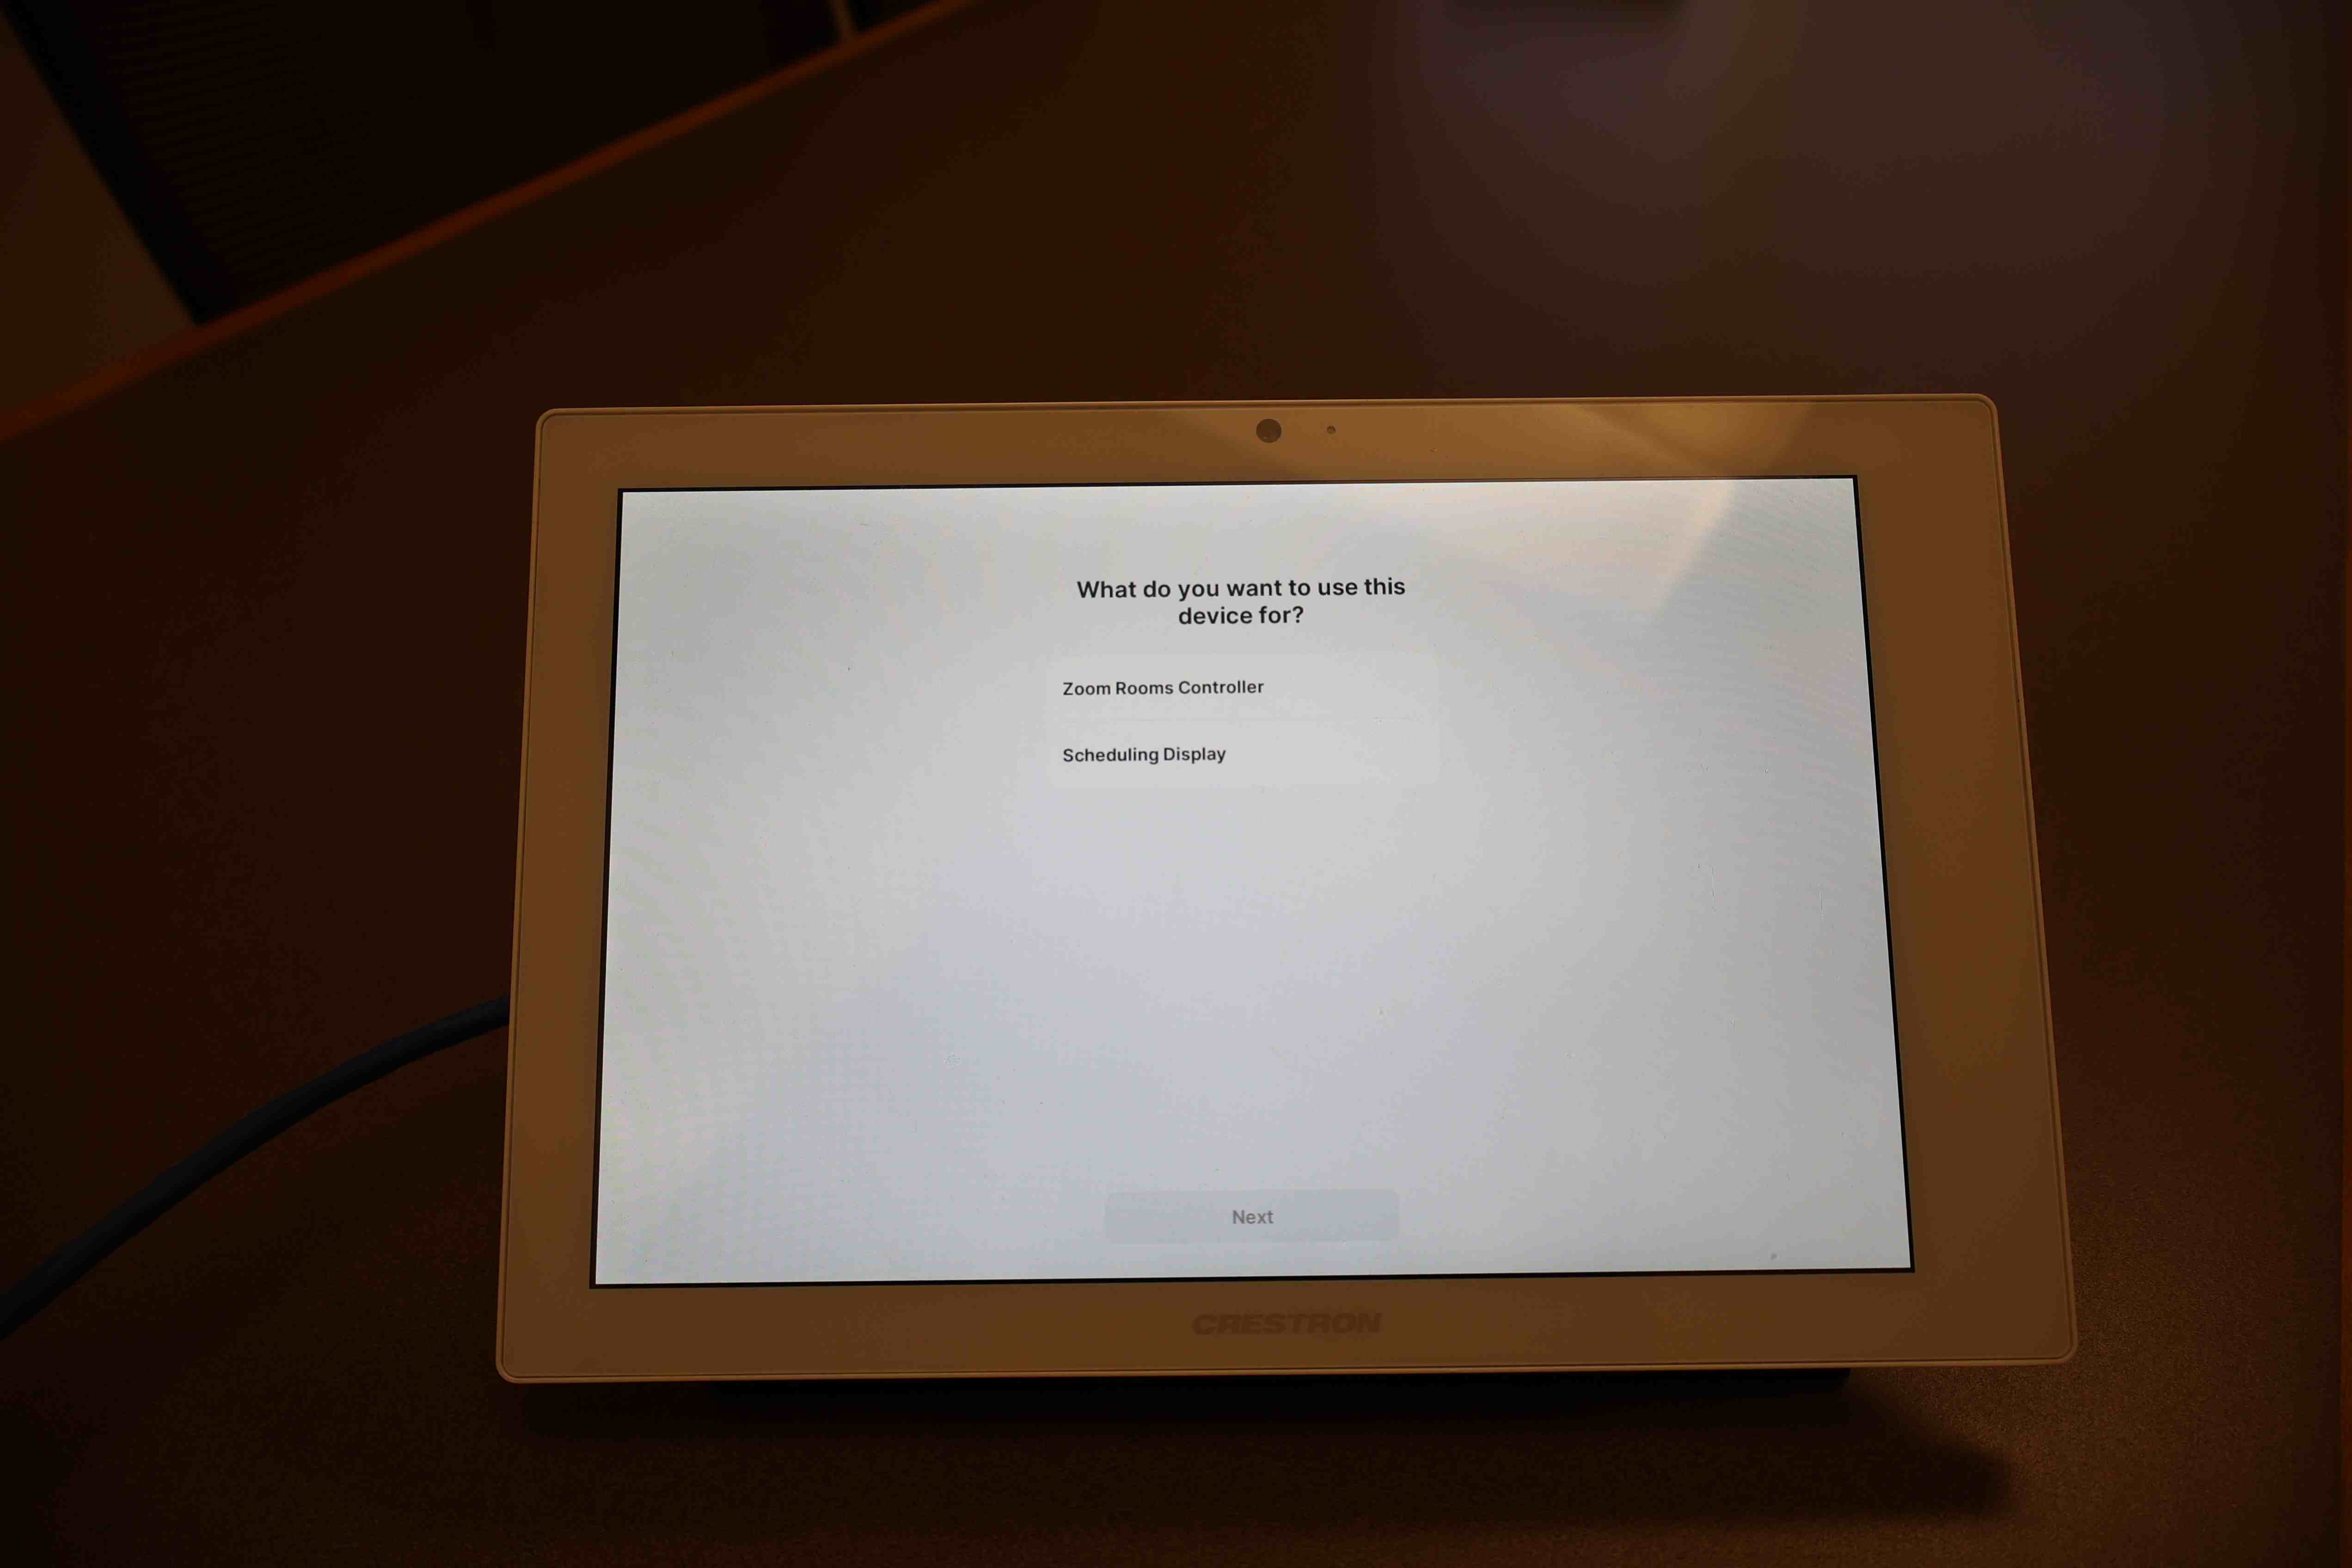 What do you want to use this
device for?
Zoom Rooms Controller
Scheduling Display
Next
CRESTRON